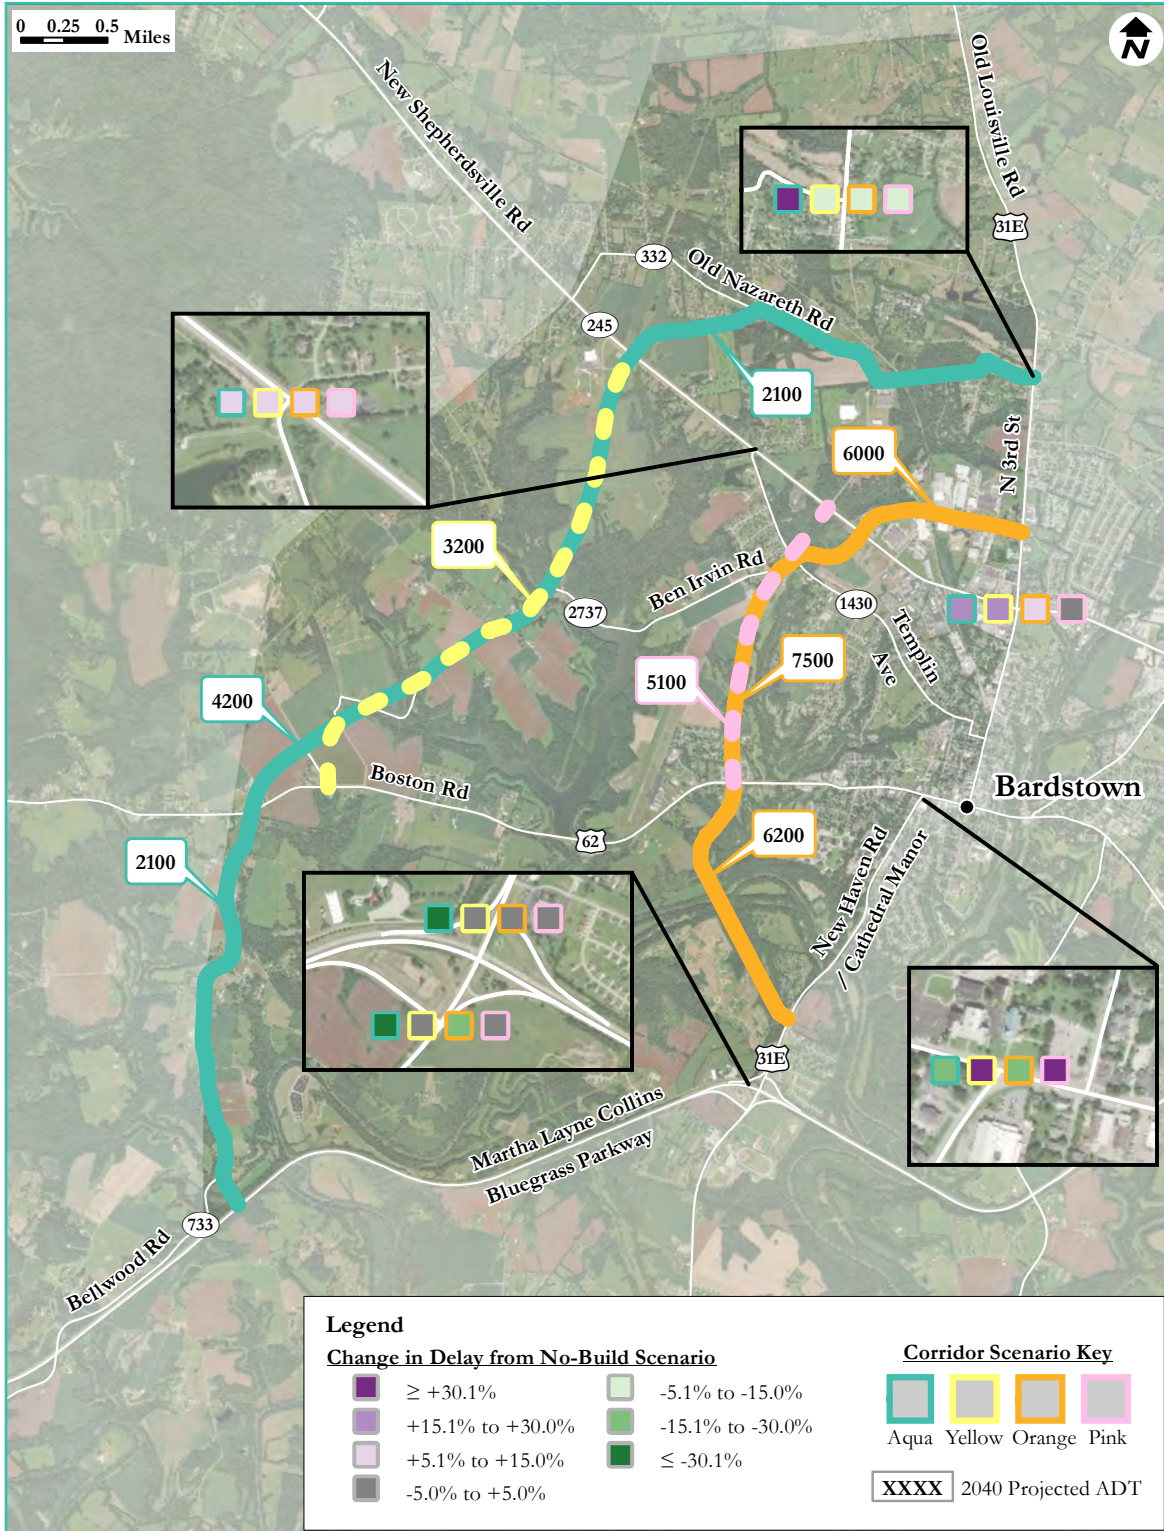 0 0.25 0.5 Miles
N
New Shepherdsville Rd
Old Louisville Rd
31E
332
Old Nazareth Rd
245
2100
N 3rd St
6000
3200
Ben Irvin Rd
2737
1430
Templin
Ave
7500
5100
4200
Boston Rd
Bardstown
62
6200
2100
New Haven Rd
/ Cathedral Manor
31E
Martha Layne Collins
Bluegrass Parkway
733
Bellwood Rd
Legend
Change in Delay from No-Build Scenario
≥ +30.1%
+15.1% to +30.0%
+5.1% to +15.0%
-5.0% to +5.0%
-5.1% to -15.0%
-15.1% to -30.0%
≤ -30.1%
Corridor Scenario Key
Aqua Yellow Orange Pink
XXXX 2040 Projected ADT